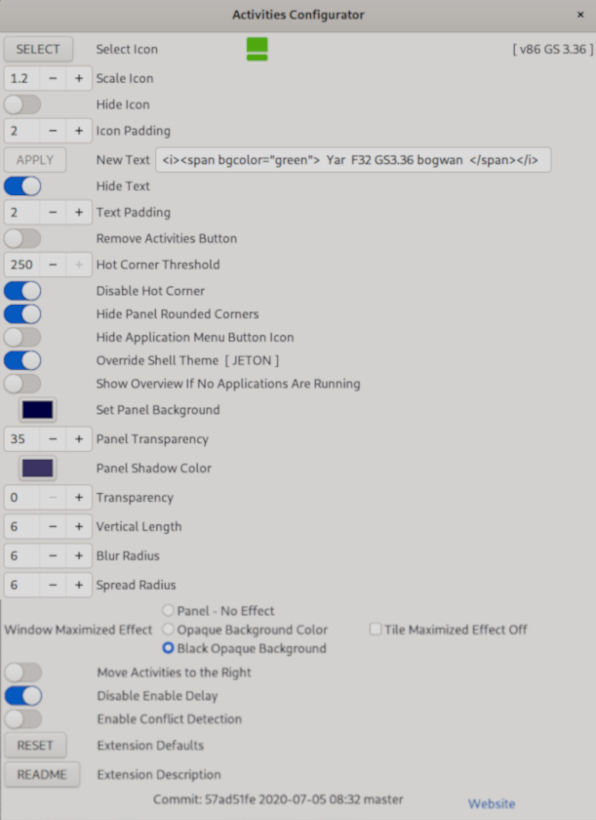 Activities Configurator ×
SELECT Select Icon [ v86 GS 3.36 ]
1.2 − + Scale Icon
Hide Icon
2 − + Icon Padding
APPLY New Text <i><span bgcolor="green"> Yar F32 GS3.36 bogwan </span></i>
Hide Text
2 − + Text Padding
Remove Activities Button
250 − + Hot Corner Threshold
Disable Hot Corner
Hide Panel Rounded Corners
Hide Application Menu Button Icon
Override Shell Theme [ JETON ]
Show Overview If No Applications Are Running
Set Panel Background
35 − + Panel Transparency
Panel Shadow Color
0 − + Transparency
6 − + Vertical Length
6 − + Blur Radius
6 − + Spread Radius
Panel - No Effect
Window Maximized Effect Opaque Background Color Tile Maximized Effect Off
Black Opaque Background
Move Activities to the Right
Disable Enable Delay
Enable Conflict Detection
RESET Extension Defaults
README Extension Description
Commit: 57ad51fe 2020-07-05 08:32 master
Website